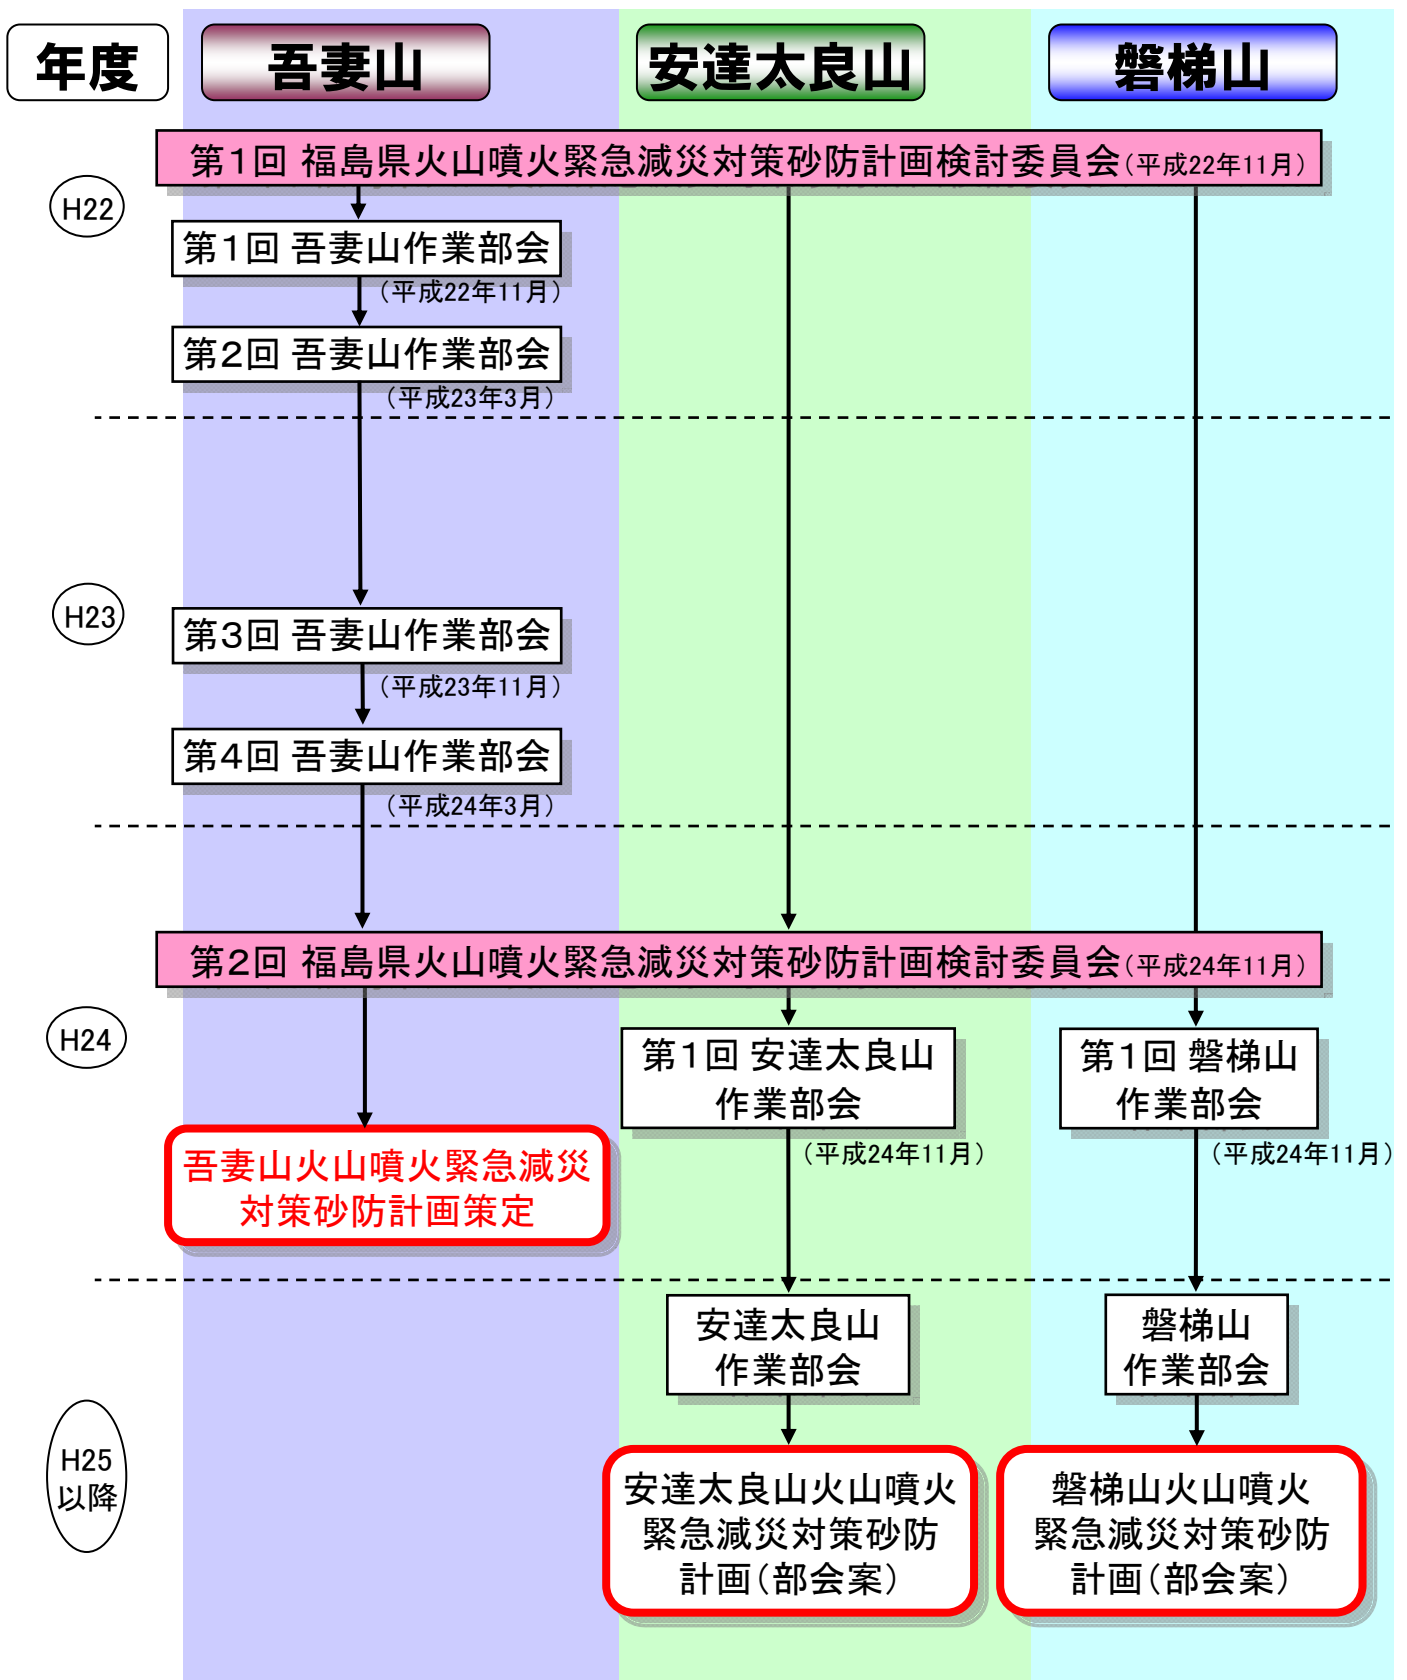 年度
吾妻山
安達太良山
磐梯山
第1回 福島県火山噴火緊急減災対策砂防計画検討委員会(平成22年11月)
H22
第1回 吾妻山作業部会
(平成22年11月)
第2回 吾妻山作業部会
(平成23年3月)
H23
第3回 吾妻山作業部会
(平成23年11月)
第4回 吾妻山作業部会
(平成24年3月)
第2回 福島県火山噴火緊急減災対策砂防計画検討委員会(平成24年11月)
H24
第1回 安達太良山
作業部会
(平成24年11月)
第1回 磐梯山
作業部会
(平成24年11月)
吾妻山火山噴火緊急減災
対策砂防計画策定
安達太良山
作業部会
磐梯山
作業部会
H25
以降
安達太良山火山噴火
緊急減災対策砂防
計画(部会案)
磐梯山火山噴火
緊急減災対策砂防
計画(部会案)